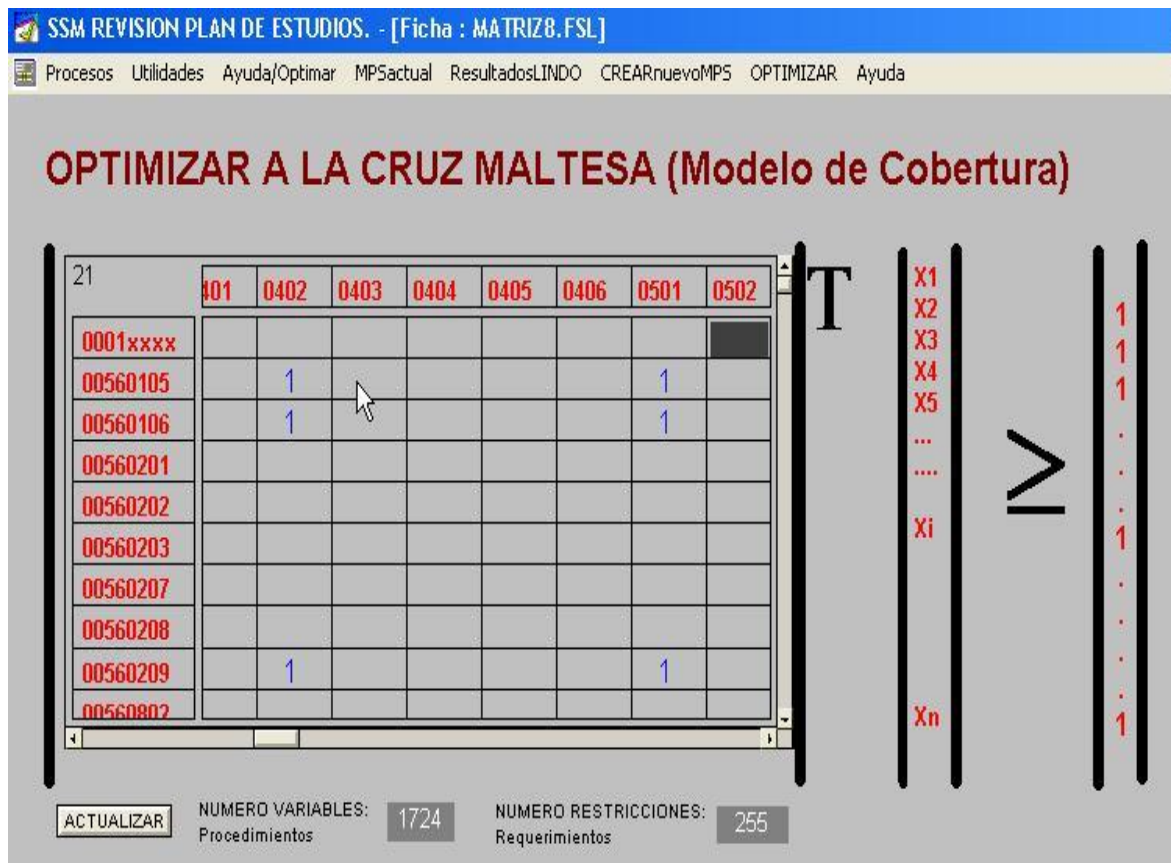 SSM REVISION PLAN DE ESTUDIOS. - [Ficha : MATRIZ8.FSL]
Procesos Utilidades Ayuda/Optimar MPSactual ResultadosLINDO CREARnuevoMPS OPTIMIZAR Ayuda
OPTIMIZAR A LA CRUZ MALTESA (Modelo de Cobertura)
21 401 0402 0403 0404 0405 0406 0501 0502
0001xxxx
00560105 1 1
00560106 1 1
00560201
00560202
00560203
00560207
00560208
00560209 1 1
00560802
T
X1
X2
X3
X4
X5
...
....
Xi
Xn
≥
1
1
1
.
.
.
1
.
.
.
.
1
ACTUALIZAR
NUMERO VARIABLES: 1724
Procedimientos
NUMERO RESTRICCIONES: 255
Requerimientos